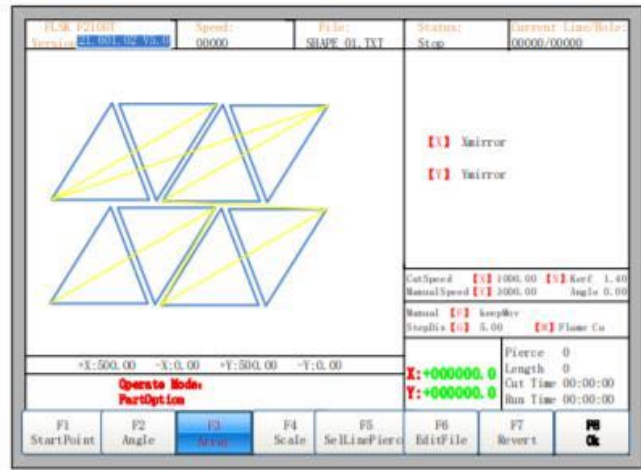 FLSK F2100T Speed: File: Status: Current Line/Hole:
Version 00000 SHAPE_01.TXT Stop 00000/00000
【X】 Xmirror
【Y】 Ymirror
CutSpeed 【X】1000.00 【N】Kerf 1.40
ManualSpeed【Y】3000.00 Angle 0.00
Manual 【F】 keepMov
StepDis【G】 5.00 【M】Flame Cu
+X:500.00 -X:0.00 +Y:500.00 -Y:0.00
Operate Mode:
PartOption
X:+000000.0
Y:+000000.0
Pierce 0
Length 0
Cut Time 00:00:00
Run Time 00:00:00
F1 F2 F3 F4 F5 F6 F7 F8
StartPoint Angle Array Scale SelLinePierc EditFile Revert Ok